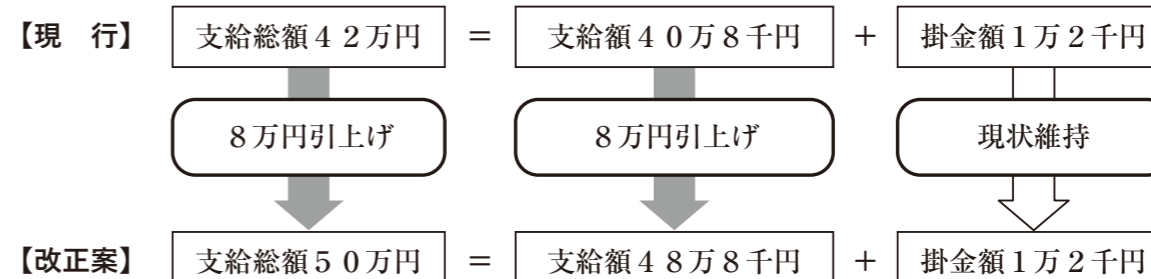 【現　行】 支給総額４２万円 ＝ 支給額４０万８千円 ＋ 掛金額１万２千円
８万円引上げ ８万円引上げ 現状維持
【改正案】 支給総額５０万円 ＝ 支給額４８万８千円 ＋ 掛金額１万２千円